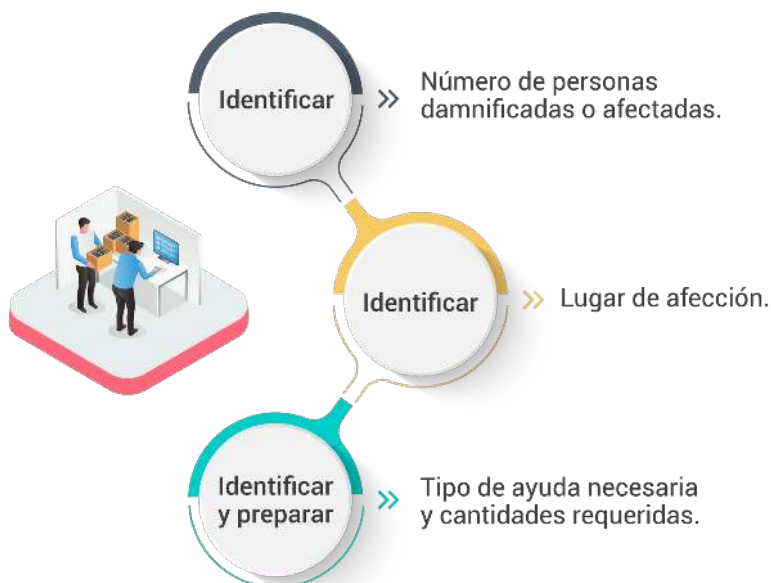 Identificar
Número de personas
damnificadas o afectadas.
Identificar
Lugar de afección.
Identificar
y preparar
Tipo de ayuda necesaria
y cantidades requeridas.